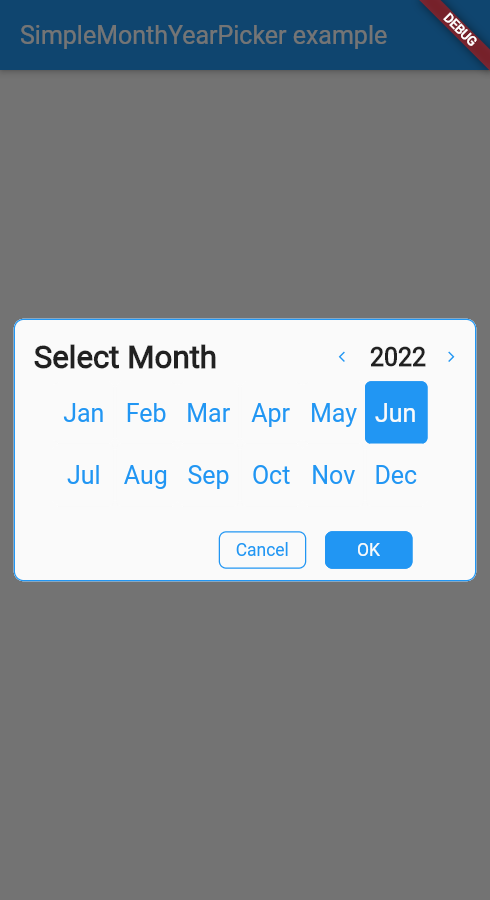 SimpleMonthYearPicker example
DEBUG
Select Month 2022
Jan Feb Mar Apr May Jun
Jul Aug Sep Oct Nov Dec
Cancel OK